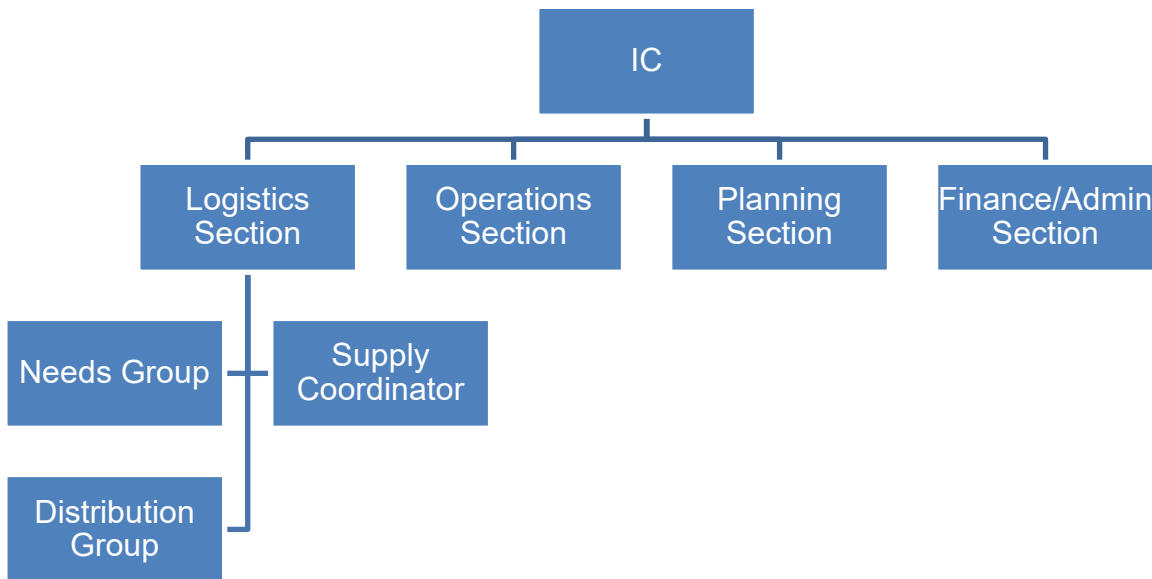 IC
Logistics
Section
Operations
Section
Planning
Section
Finance/Admin
Section
Needs Group
Supply
Coordinator
Distribution
Group